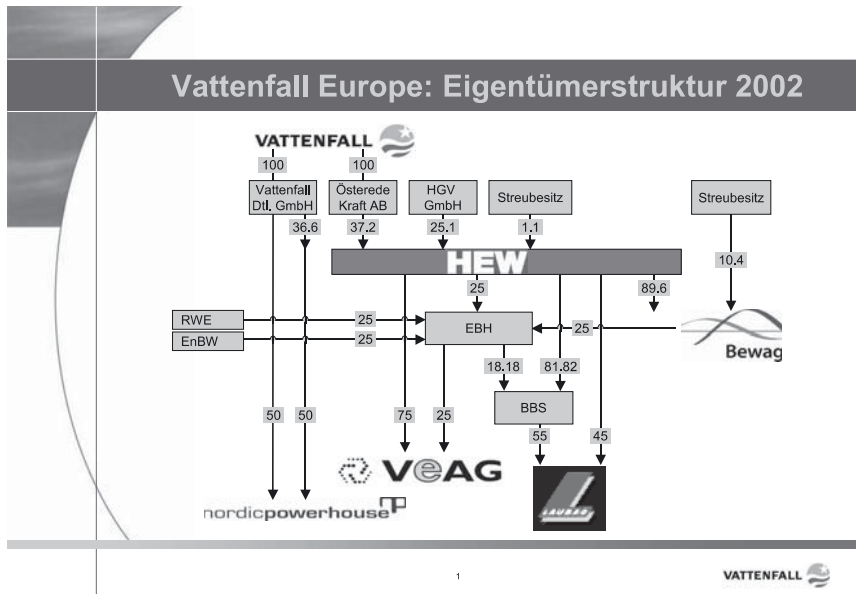 Vattenfall Europe: Eigentümerstruktur 2002
VATTENFALL
100
100
Vattenfall
Dtl. GmbH
Österede
Kraft AB
HGV
GmbH
Streubesitz
Streubesitz
36.6
37.2
25.1
1.1
10.4
HEW
25
89.6
RWE
25
EBH
25
Bewag
EnBW
25
18.18
81.82
BBS
50
50
75
25
55
45
VeAG
LAUBAG
nordicpowerhouse
1
VATTENFALL